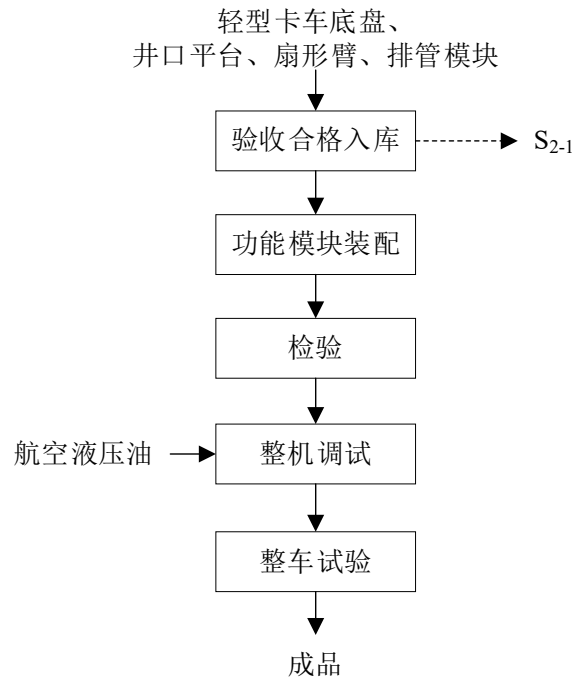 轻型卡车底盘、
井口平台、扇形臂、排管模块
验收合格入库
S2-1
功能模块装配
检验
航空液压油
整机调试
整车试验
成品